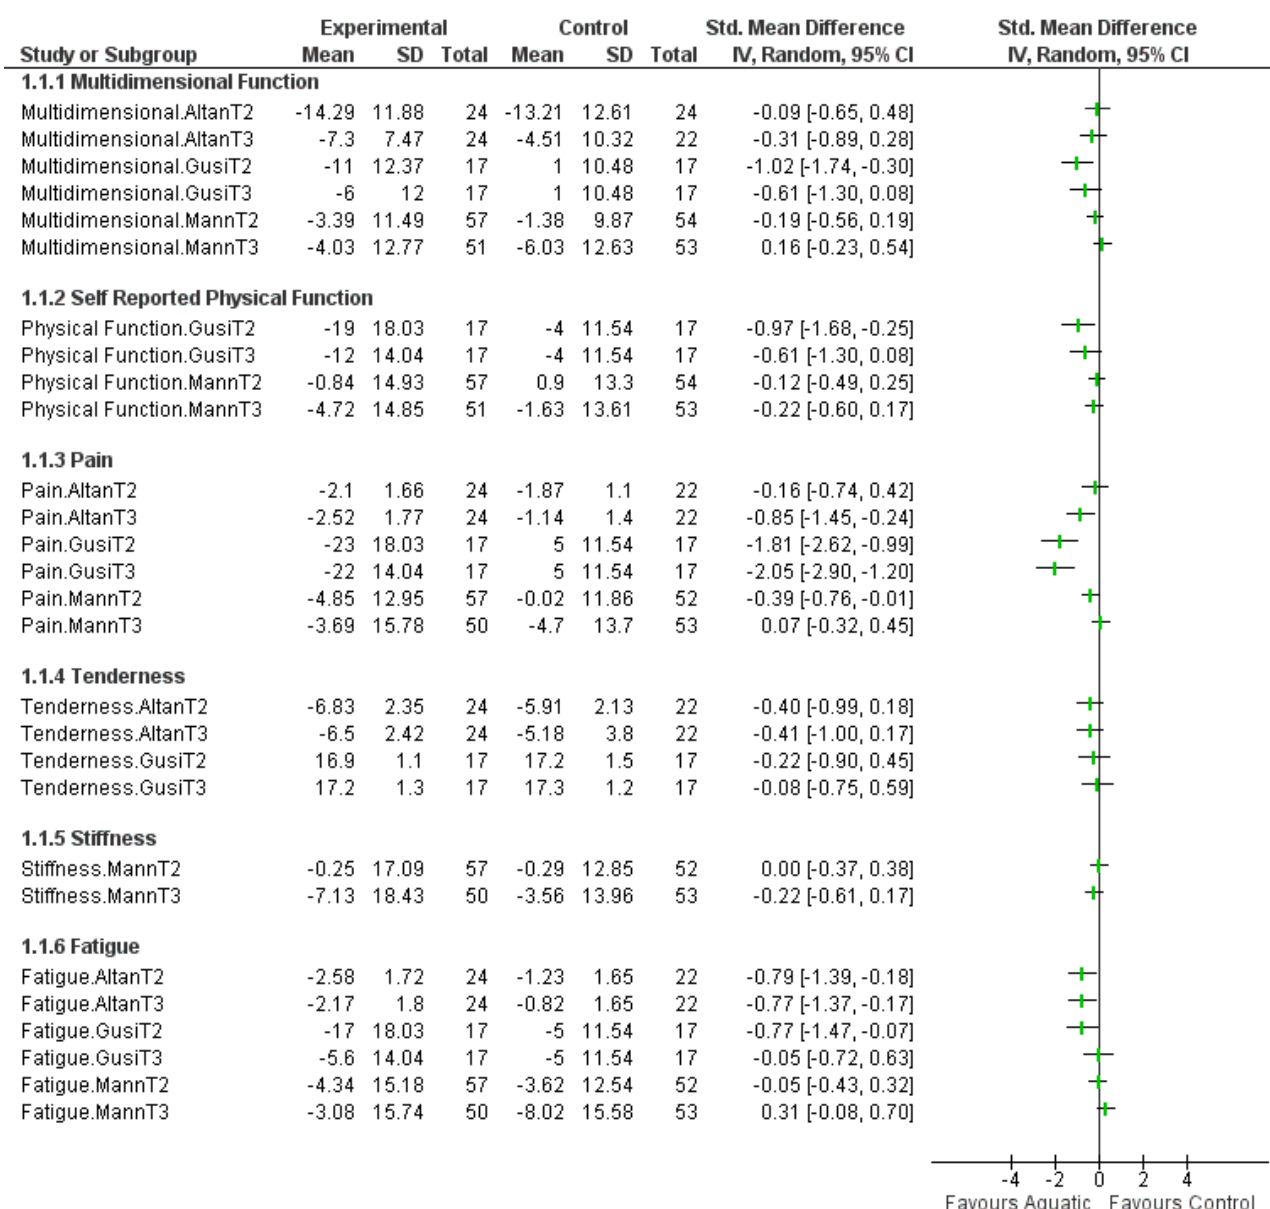 Experimental Control Std. Mean Difference Std. Mean Difference
Study or Subgroup Mean SD Total Mean SD Total IV, Random, 95% CI IV, Random, 95% CI
1.1.1 Multidimensional Function
Multidimensional.AltanT2 -14.29 11.88 24 -13.21 12.61 24 -0.09 [-0.65, 0.48]
Multidimensional.AltanT3 -7.3 7.47 24 -4.51 10.32 22 -0.31 [-0.89, 0.28]
Multidimensional.GusiT2 -11 12.37 17 1 10.48 17 -1.02 [-1.74, -0.30]
Multidimensional.GusiT3 -6 12 17 1 10.48 17 -0.61 [-1.30, 0.08]
Multidimensional.MannT2 -3.39 11.49 57 -1.38 9.87 54 -0.19 [-0.56, 0.19]
Multidimensional.MannT3 -4.03 12.77 51 -6.03 12.63 53 0.16 [-0.23, 0.54]
1.1.2 Self Reported Physical Function
Physical Function.GusiT2 -19 18.03 17 -4 11.54 17 -0.97 [-1.68, -0.25]
Physical Function.GusiT3 -12 14.04 17 -4 11.54 17 -0.61 [-1.30, 0.08]
Physical Function.MannT2 -0.84 14.93 57 0.9 13.3 54 -0.12 [-0.49, 0.25]
Physical Function.MannT3 -4.72 14.85 51 -1.63 13.61 53 -0.22 [-0.60, 0.17]
1.1.3 Pain
Pain.AltanT2 -2.1 1.66 24 -1.87 1.1 22 -0.16 [-0.74, 0.42]
Pain.AltanT3 -2.52 1.77 24 -1.14 1.4 22 -0.85 [-1.45, -0.24]
Pain.GusiT2 -23 18.03 17 5 11.54 17 -1.81 [-2.62, -0.99]
Pain.GusiT3 -22 14.04 17 5 11.54 17 -2.05 [-2.90, -1.20]
Pain.MannT2 -4.85 12.95 57 -0.02 11.86 52 -0.39 [-0.76, -0.01]
Pain.MannT3 -3.69 15.78 50 -4.7 13.7 53 0.07 [-0.32, 0.45]
1.1.4 Tenderness
Tenderness.AltanT2 -6.83 2.35 24 -5.91 2.13 22 -0.40 [-0.99, 0.18]
Tenderness.AltanT3 -6.5 2.42 24 -5.18 3.8 22 -0.41 [-1.00, 0.17]
Tenderness.GusiT2 16.9 1.1 17 17.2 1.5 17 -0.22 [-0.90, 0.45]
Tenderness.GusiT3 17.2 1.3 17 17.3 1.2 17 -0.08 [-0.75, 0.59]
1.1.5 Stiffness
Stiffness.MannT2 -0.25 17.09 57 -0.29 12.85 52 0.00 [-0.37, 0.38]
Stiffness.MannT3 -7.13 18.43 50 -3.56 13.96 53 -0.22 [-0.61, 0.17]
1.1.6 Fatigue
Fatigue.AltanT2 -2.58 1.72 24 -1.23 1.65 22 -0.79 [-1.39, -0.18]
Fatigue.AltanT3 -2.17 1.8 24 -0.82 1.65 22 -0.77 [-1.37, -0.17]
Fatigue.GusiT2 -17 18.03 17 -5 11.54 17 -0.77 [-1.47, -0.07]
Fatigue.GusiT3 -5.6 14.04 17 -5 11.54 17 -0.05 [-0.72, 0.63]
Fatigue.MannT2 -4.34 15.18 57 -3.62 12.54 52 -0.05 [-0.43, 0.32]
Fatigue.MannT3 -3.08 15.74 50 -8.02 15.58 53 0.31 [-0.08, 0.70]
-4 -2 0 2 4
Favours Aquatic Favours Control